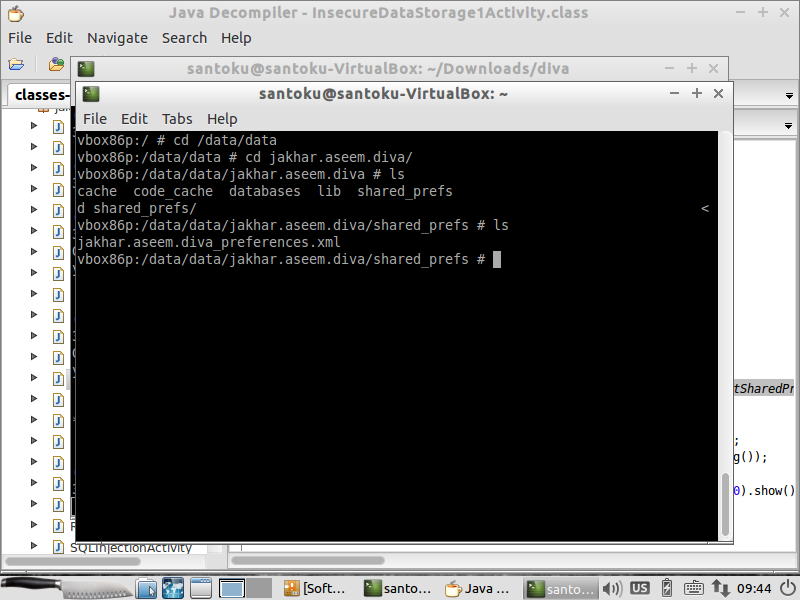 Java Decompiler - InsecureDataStorage1Activity.class
File Edit Navigate Search Help
santoku@santoku-VirtualBox: ~/Downloads/diva
classes-
santoku@santoku-VirtualBox: ~
File Edit Tabs Help
vbox86p:/ # cd /data/data
vbox86p:/data/data # cd jakhar.aseem.diva/
vbox86p:/data/data/jakhar.aseem.diva # ls
cache code_cache databases lib shared_prefs
d shared_prefs/ <
vbox86p:/data/data/jakhar.aseem.diva/shared_prefs # ls
jakhar.aseem.diva_preferences.xml
vbox86p:/data/data/jakhar.aseem.diva/shared_prefs #
tSharedPr
;
g());
0).show()
SQLInjectionActivity
[Soft... santo... Java ... santo... US 09:44